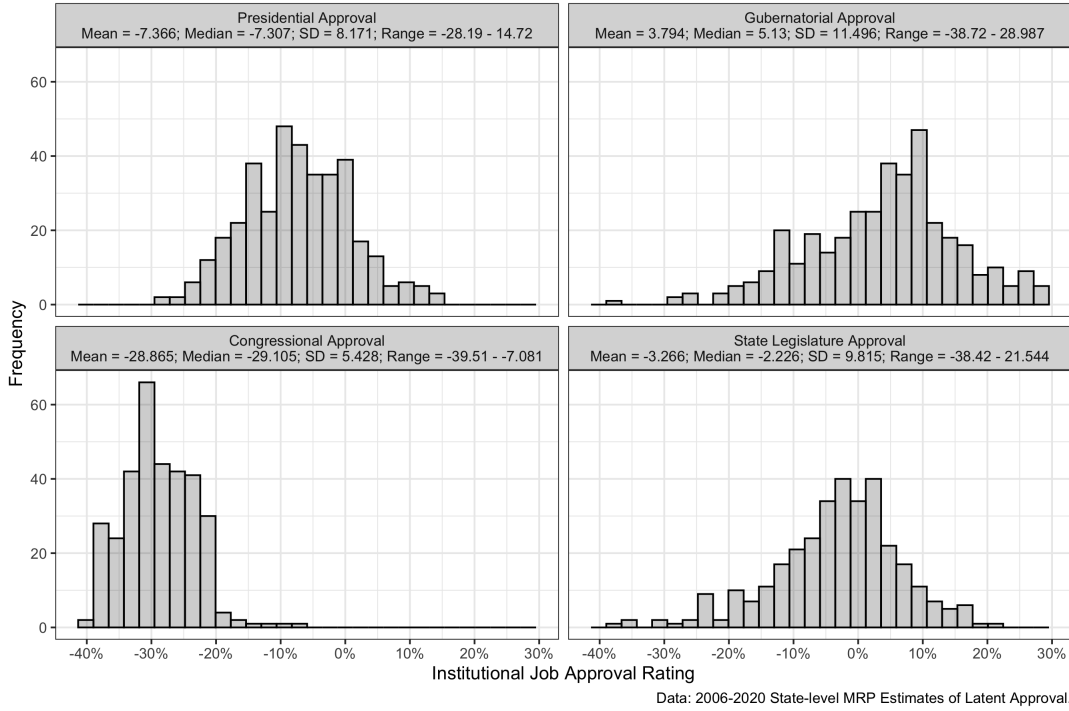 Presidential Approval
Mean = -7.366; Median = -7.307; SD = 8.171; Range = -28.19 - 14.72
Gubernatorial Approval
Mean = 3.794; Median = 5.13; SD = 11.496; Range = -38.72 - 28.987
60
40
20
0
Congressional Approval
Mean = -28.865; Median = -29.105; SD = 5.428; Range = -39.51 - -7.081
State Legislature Approval
Mean = -3.266; Median = -2.226; SD = 9.815; Range = -38.42 - 21.544
60
40
20
0
Frequency
-40% -30% -20% -10% 0% 10% 20% 30%
-40% -30% -20% -10% 0% 10% 20% 30%
Institutional Job Approval Rating
Data: 2006-2020 State-level MRP Estimates of Latent Approval